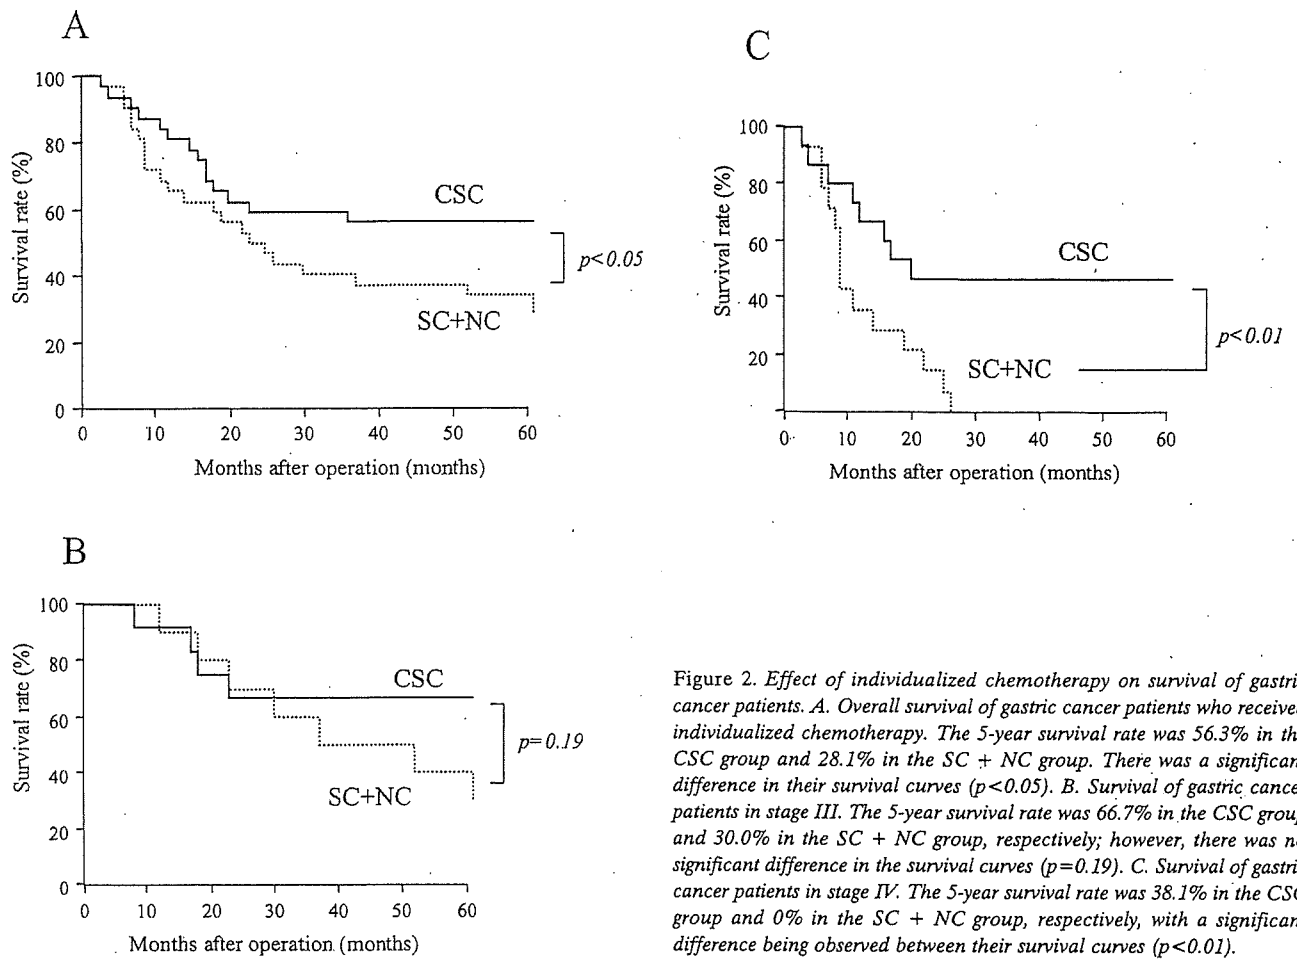 A
100
80
60
40
20
0
Survival rate (%)
CSC
SC+NC
p<0.05
0 10 20 30 40 50 60
Months after operation (months)
C
100
80
60
40
20
Survival rate (%)
CSC
SC+NC
p<0.01
0 10 20 30 40 50 60
Months after operation (months)
B
100
80
60
40
20
0
Survival rate (%)
CSC
SC+NC
p=0.19
0 10 20 30 40 50 60
Months after operation (months)
Figure 2. Effect of individualized chemotherapy on survival of gastri
cancer patients. A. Overall survival of gastric cancer patients who receive
individualized chemotherapy. The 5-year survival rate was 56.3% in th
CSC group and 28.1% in the SC + NC group. There was a significan
difference in their survival curves (p<0.05). B. Survival of gastric cance
patients in stage III. The 5-year survival rate was 66.7% in the CSC group
and 30.0% in the SC + NC group, respectively; however, there was n
significant difference in the survival curves (p=0.19). C. Survival of gastri
cancer patients in stage IV. The 5-year survival rate was 38.1% in the CSC
group and 0% in the SC + NC group, respectively, with a significan
difference being observed between their survival curves (p<0.01).